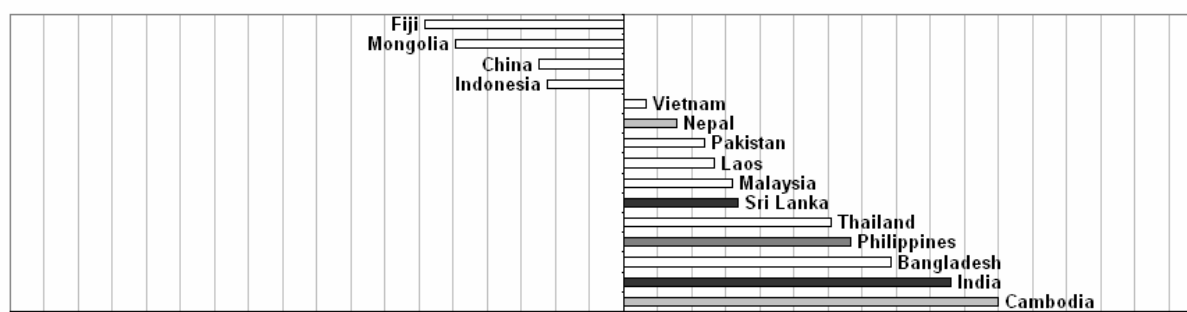 Fiji
Mongolia
China
Indonesia
Vietnam
Nepal
Pakistan
Laos
Malaysia
Sri Lanka
Thailand
Philippines
Bangladesh
India
Cambodia